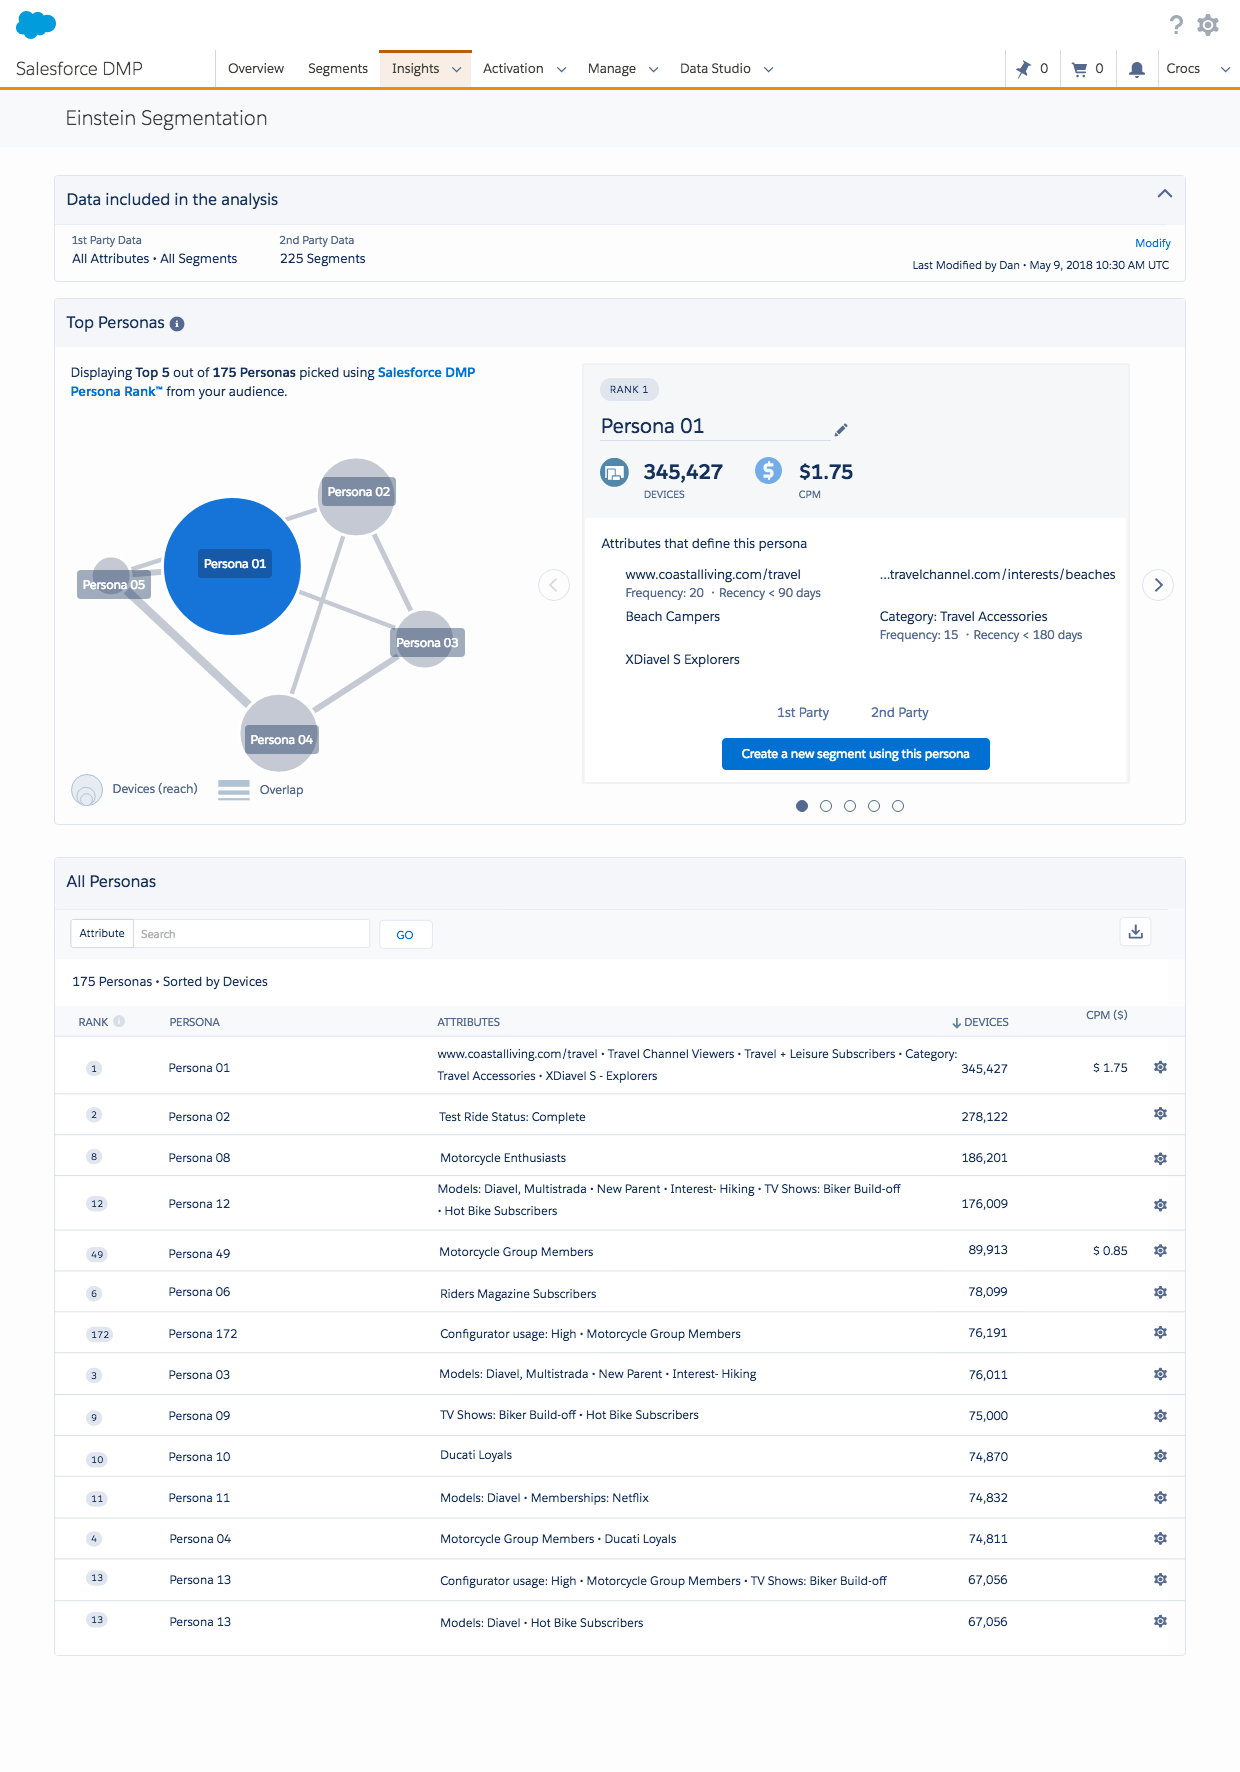 Salesforce DMP
Overview
Segments
Insights
Activation
Manage
Data Studio
0
0
Crocs
Einstein Segmentation
Data included in the analysis
1st Party Data
2nd Party Data
All Attributes • All Segments
225 Segments
Modify
Last Modified by Dan • May 9, 2018 10:30 AM UTC
Top Personas
Displaying Top 5 out of 175 Personas picked using Salesforce DMP
Persona Rank™ from your audience.
Persona 02
Persona 01
Persona 05
Persona 03
Persona 04
Devices (reach)
Overlap
RANK 1
Persona 01
345,427
DEVICES
$1.75
CPM
Attributes that define this persona
www.coastalliving.com/travel
Frequency: 20 · Recency < 90 days
...travelchannel.com/interests/beaches
Beach Campers
Category: Travel Accessories
Frequency: 15 · Recency < 180 days
XDiavel S Explorers
1st Party
2nd Party
Create a new segment using this persona
All Personas
Attribute
Search
GO
175 Personas • Sorted by Devices
RANK PERSONA ATTRIBUTES DEVICES CPM ($)
www.coastalliving.com/travel • Travel Channel Viewers • Travel + Leisure Subscribers • Category:
1 Persona 01 345,427 $ 1.75
Travel Accessories • XDiavel S - Explorers
2 Persona 02 Test Ride Status: Complete 278,122
8 Persona 08 Motorcycle Enthusiasts 186,201
Models: Diavel, Multistrada • New Parent • Interest- Hiking • TV Shows: Biker Build-off
12 Persona 12 176,009
• Hot Bike Subscribers
49 Persona 49 Motorcycle Group Members 89,913 $ 0.85
6 Persona 06 Riders Magazine Subscribers 78,099
172 Persona 172 Configurator usage: High • Motorcycle Group Members 76,191
3 Persona 03 Models: Diavel, Multistrada • New Parent • Interest- Hiking 76,011
9 Persona 09 TV Shows: Biker Build-off • Hot Bike Subscribers 75,000
10 Persona 10 Ducati Loyals 74,870
11 Persona 11 Models: Diavel • Memberships: Netflix 74,832
4 Persona 04 Motorcycle Group Members • Ducati Loyals 74,811
13 Persona 13 Configurator usage: High • Motorcycle Group Members • TV Shows: Biker Build-off 67,056
13 Persona 13 Models: Diavel • Hot Bike Subscribers 67,056